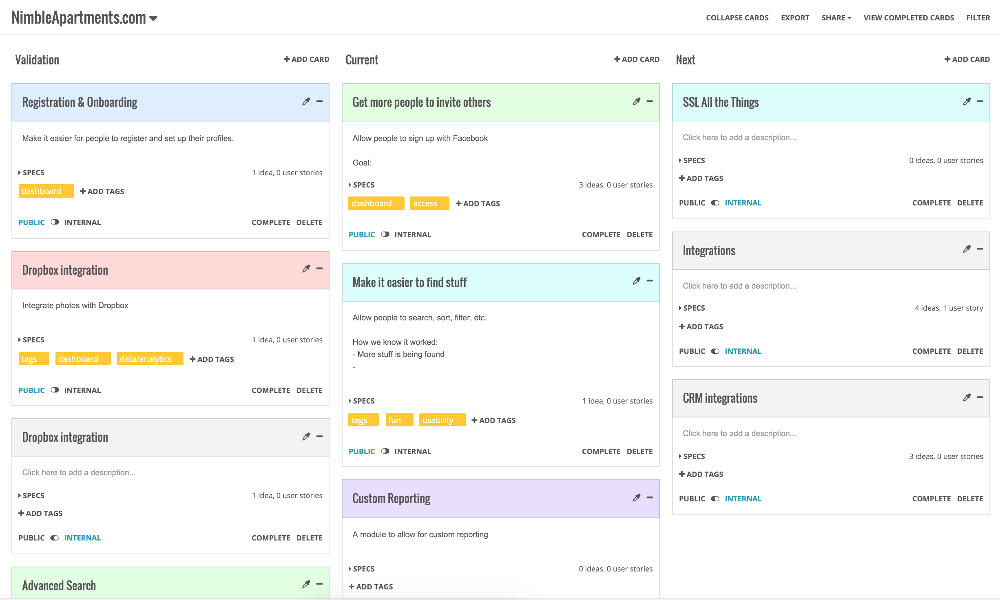 NimbleApartments.com
COLLAPSE CARDS EXPORT SHARE VIEW COMPLETED CARDS FILTER
Validation
ADD CARD
Registration & Onboarding
Make it easier for people to register and set up their profiles.
SPECS 1 idea, 0 user stories
dashboard ADD TAGS
PUBLIC INTERNAL COMPLETE DELETE
Dropbox integration
Integrate photos with Dropbox
SPECS 1 idea, 0 user stories
tags dashboard data/analytics ADD TAGS
PUBLIC INTERNAL COMPLETE DELETE
Dropbox integration
Click here to add a description...
SPECS 1 idea, 0 user stories
ADD TAGS
PUBLIC INTERNAL COMPLETE DELETE
Advanced Search
Current
ADD CARD
Get more people to invite others
Allow people to sign up with Facebook
Goal:
SPECS 3 ideas, 0 user stories
dashboard access ADD TAGS
PUBLIC INTERNAL COMPLETE DELETE
Make it easier to find stuff
Allow people to search, sort, filter, etc.
How we know it worked:
- More stuff is being found
-
SPECS 1 idea, 0 user stories
tags fun usability ADD TAGS
PUBLIC INTERNAL COMPLETE DELETE
Custom Reporting
A module to allow for custom reporting
SPECS 0 ideas, 0 user stories
ADD TAGS
Next
ADD CARD
SSL All the Things
Click here to add a description...
SPECS 0 ideas, 0 user stories
ADD TAGS
PUBLIC INTERNAL COMPLETE DELETE
Integrations
Click here to add a description...
SPECS 4 ideas, 1 user story
ADD TAGS
PUBLIC INTERNAL COMPLETE DELETE
CRM integrations
Click here to add a description...
SPECS 3 ideas, 0 user stories
ADD TAGS
PUBLIC INTERNAL COMPLETE DELETE